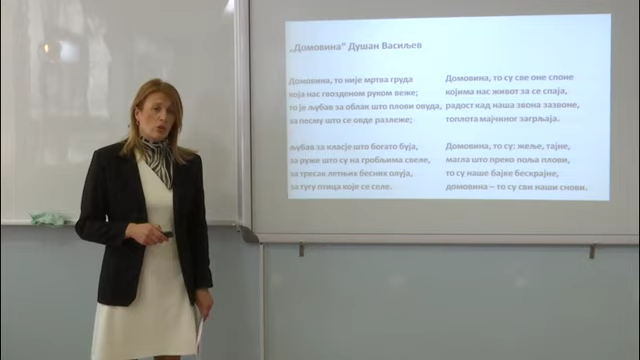 „Домовина“ Душан Васиљев
Домовина, то није мртва груда
која нас гвозденом руком веже;
то је љубав за облак што плови овуда,
за песму што се овде разлеже;
љубав за класје што богато буја,
за руже што су на гробљима свеле,
за тресак летњих бесних олуја,
за тугу птица које се селе.
Домовина, то су све оне споне
којима нас живот за се спаја,
радост кад наша звона зазвоне,
топлота мајчиног загрљаја.
Домовина, то су: жеље, тајне,
магла што преко поља плови,
то су наше бајке бескрајне,
домовина – то су сви наши снови.